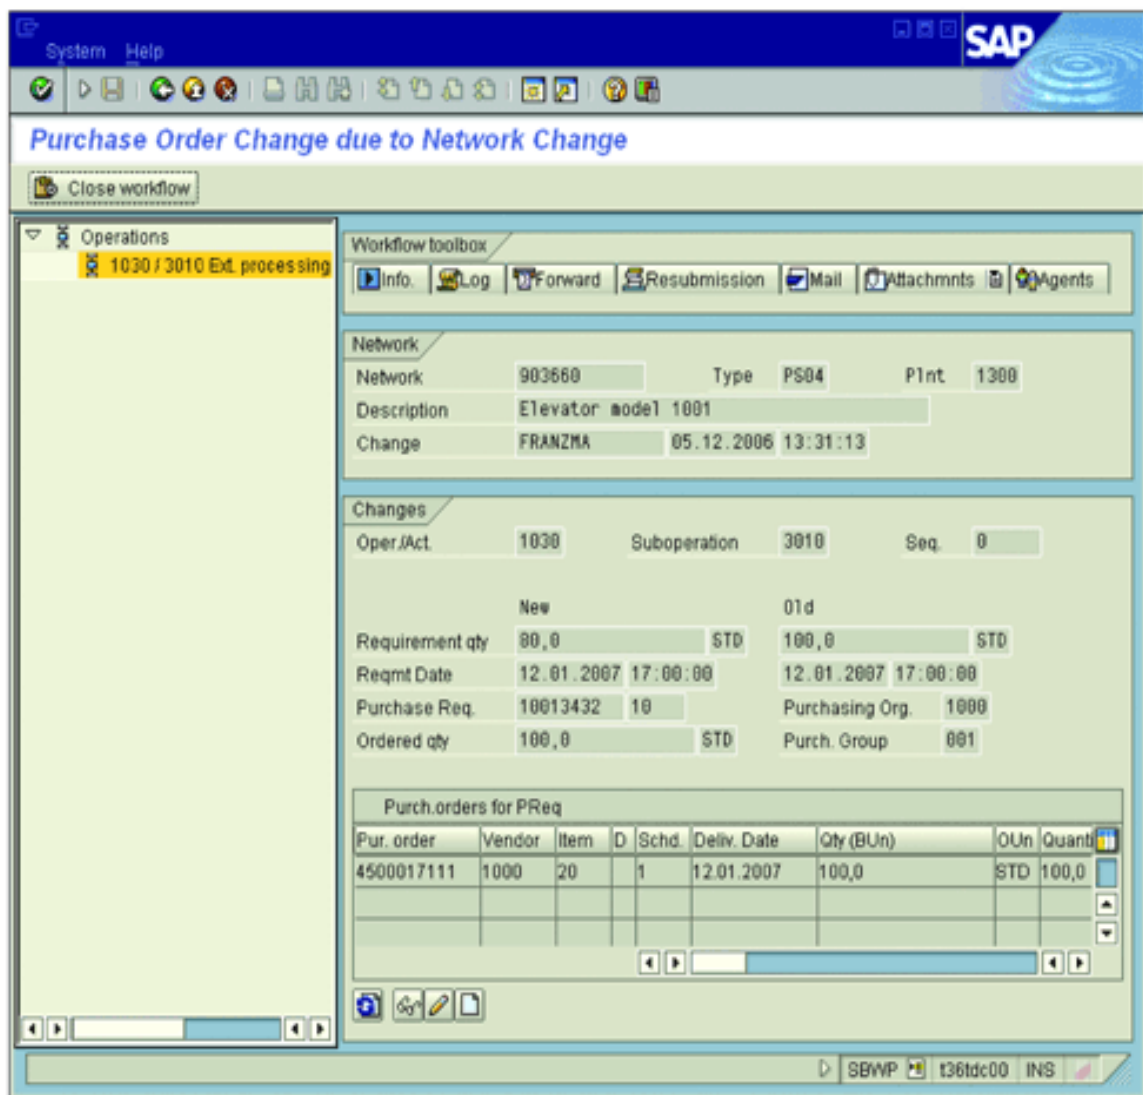 System Help
SAP
Purchase Order Change due to Network Change
Close workflow
Operations
1030 / 3010 Ext. processing
Workflow toolbox
Info. Log Forward Resubmission Mail Attachmnts Agents
Network
Network 903660 Type PS04 Plnt 1300
Description Elevator model 1001
Change FRANZMA 05.12.2006 13:31:13
Changes
Oper./Act. 1030 Suboperation 3010 Seq. 0
New Old
Requirement qty 80,0 STD 100,0 STD
Reqmt Date 12.01.2007 17:00:00 12.01.2007 17:00:00
Purchase Req. 10013432 10 Purchasing Org. 1000
Ordered qty 100,0 STD Purch. Group 001
Purch.orders for PReq
Pur. order Vendor Item D Schd. Deliv. Date Qty (BUn) OUn Quanti
4500017111 1000 20 1 12.01.2007 100,0 STD 100,0
SBWP t36tdc00 INS